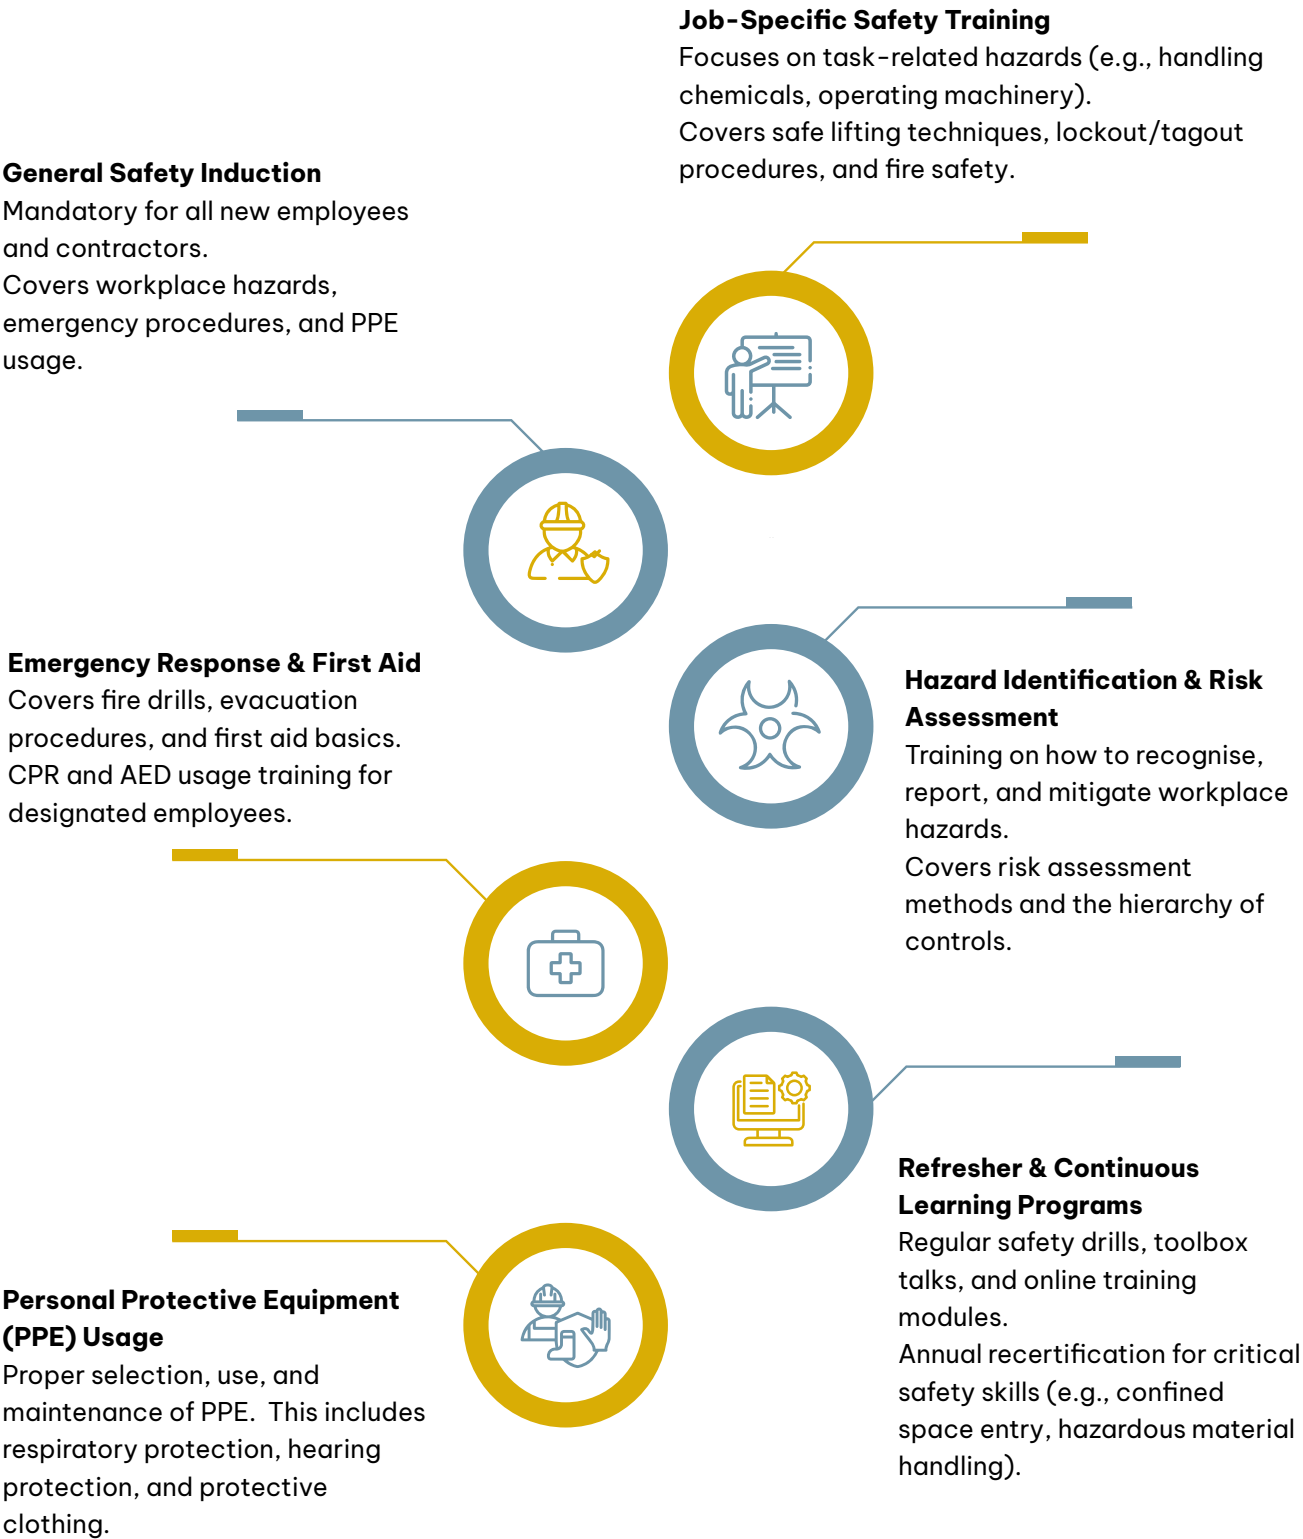 Job-Specific Safety Training
Focuses on task-related hazards (e.g., handling
chemicals, operating machinery).
Covers safe lifting techniques, lockout/tagout
procedures, and fire safety.
General Safety Induction
Mandatory for all new employees
and contractors.
Covers workplace hazards,
emergency procedures, and PPE
usage.
Emergency Response & First Aid
Covers fire drills, evacuation
procedures, and first aid basics.
CPR and AED usage training for
designated employees.
Hazard Identification & Risk
Assessment
Training on how to recognise,
report, and mitigate workplace
hazards.
Covers risk assessment
methods and the hierarchy of
controls.
Refresher & Continuous
Learning Programs
Regular safety drills, toolbox
talks, and online training
modules.
Annual recertification for critical
safety skills (e.g., confined
space entry, hazardous material
handling).
Personal Protective Equipment
(PPE) Usage
Proper selection, use, and
maintenance of PPE.  This includes
respiratory protection, hearing
protection, and protective
clothing.